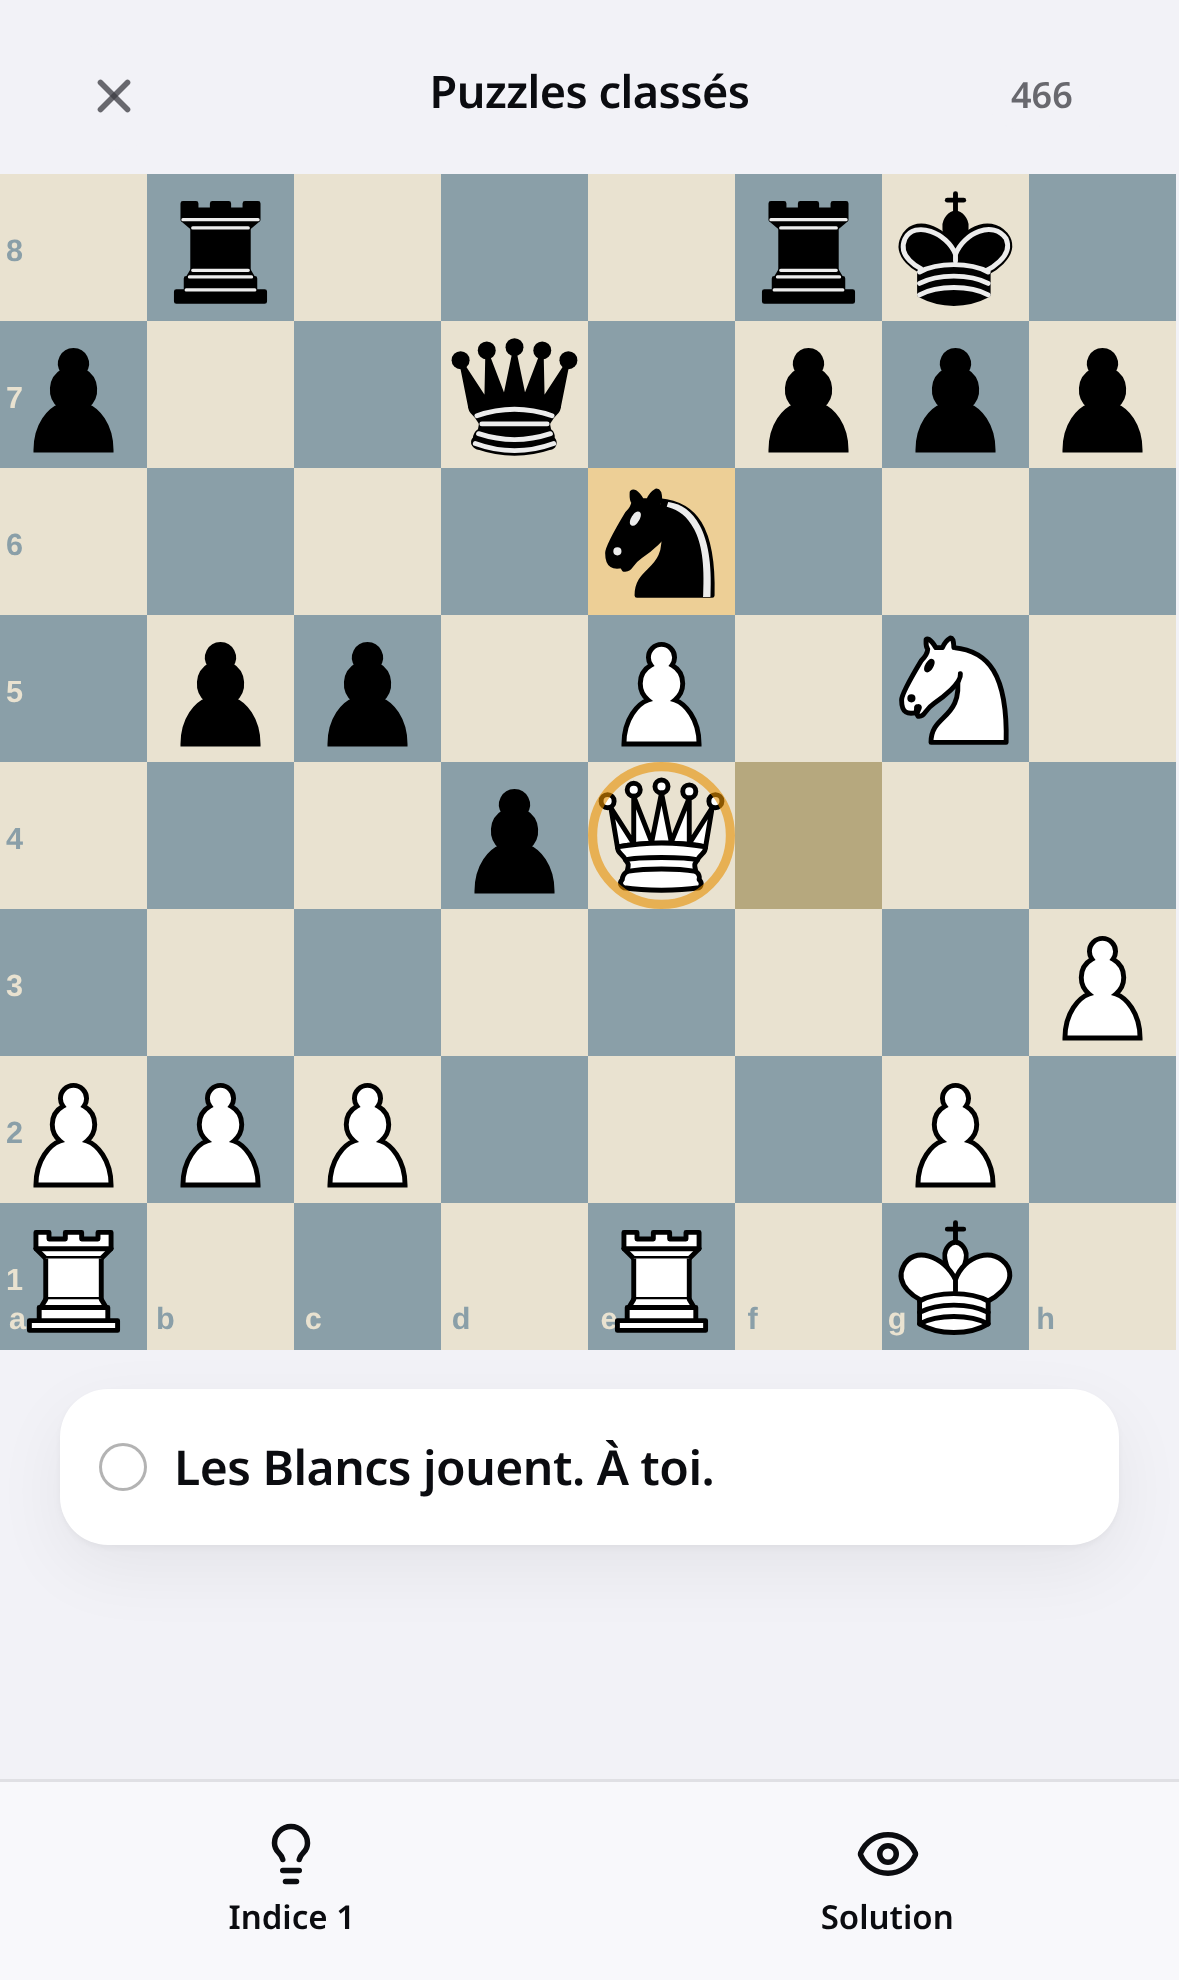 Puzzles classés
466
8
7
6
5
4
3
2
1
a b c d e f g h
Les Blancs jouent. À toi.
Indice 1
Solution